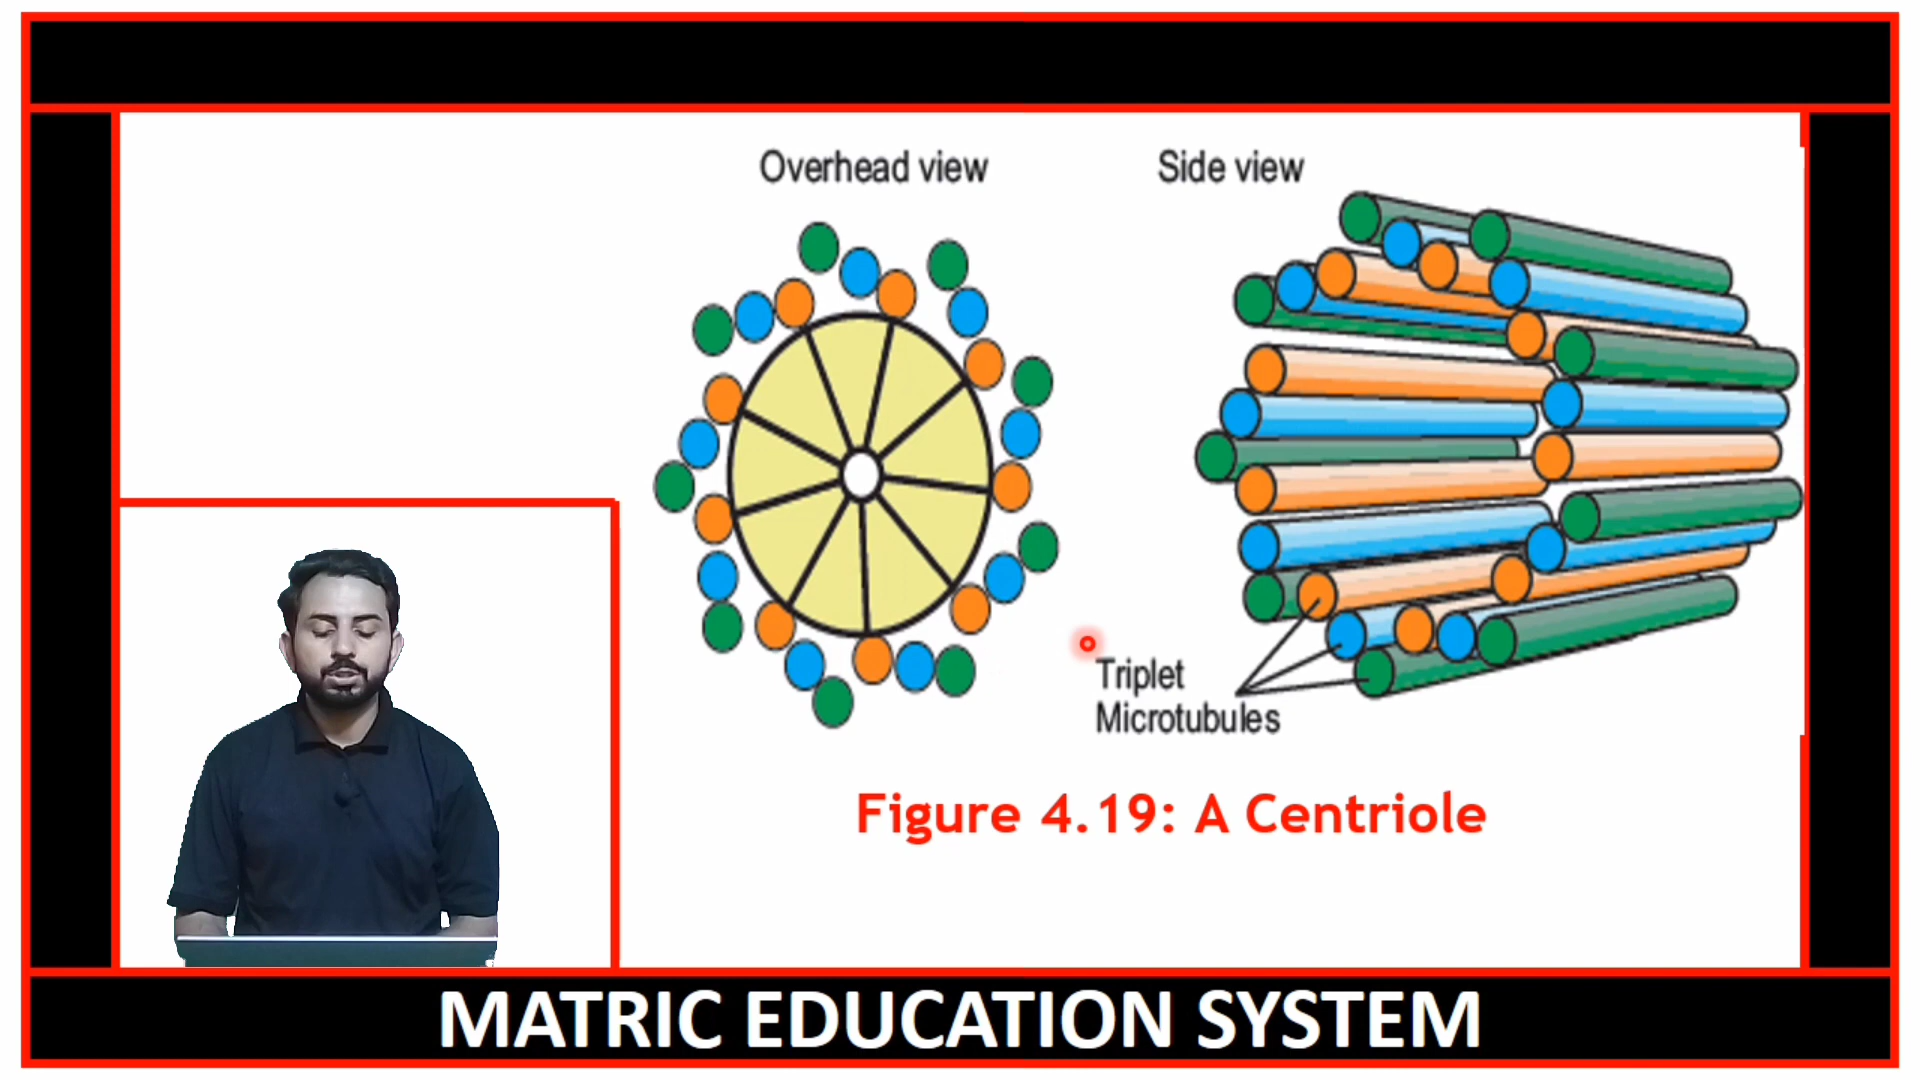 Overhead view
Side view
Triplet
Microtubules
Figure 4.19: A Centriole
MATRIC EDUCATION SYSTEM